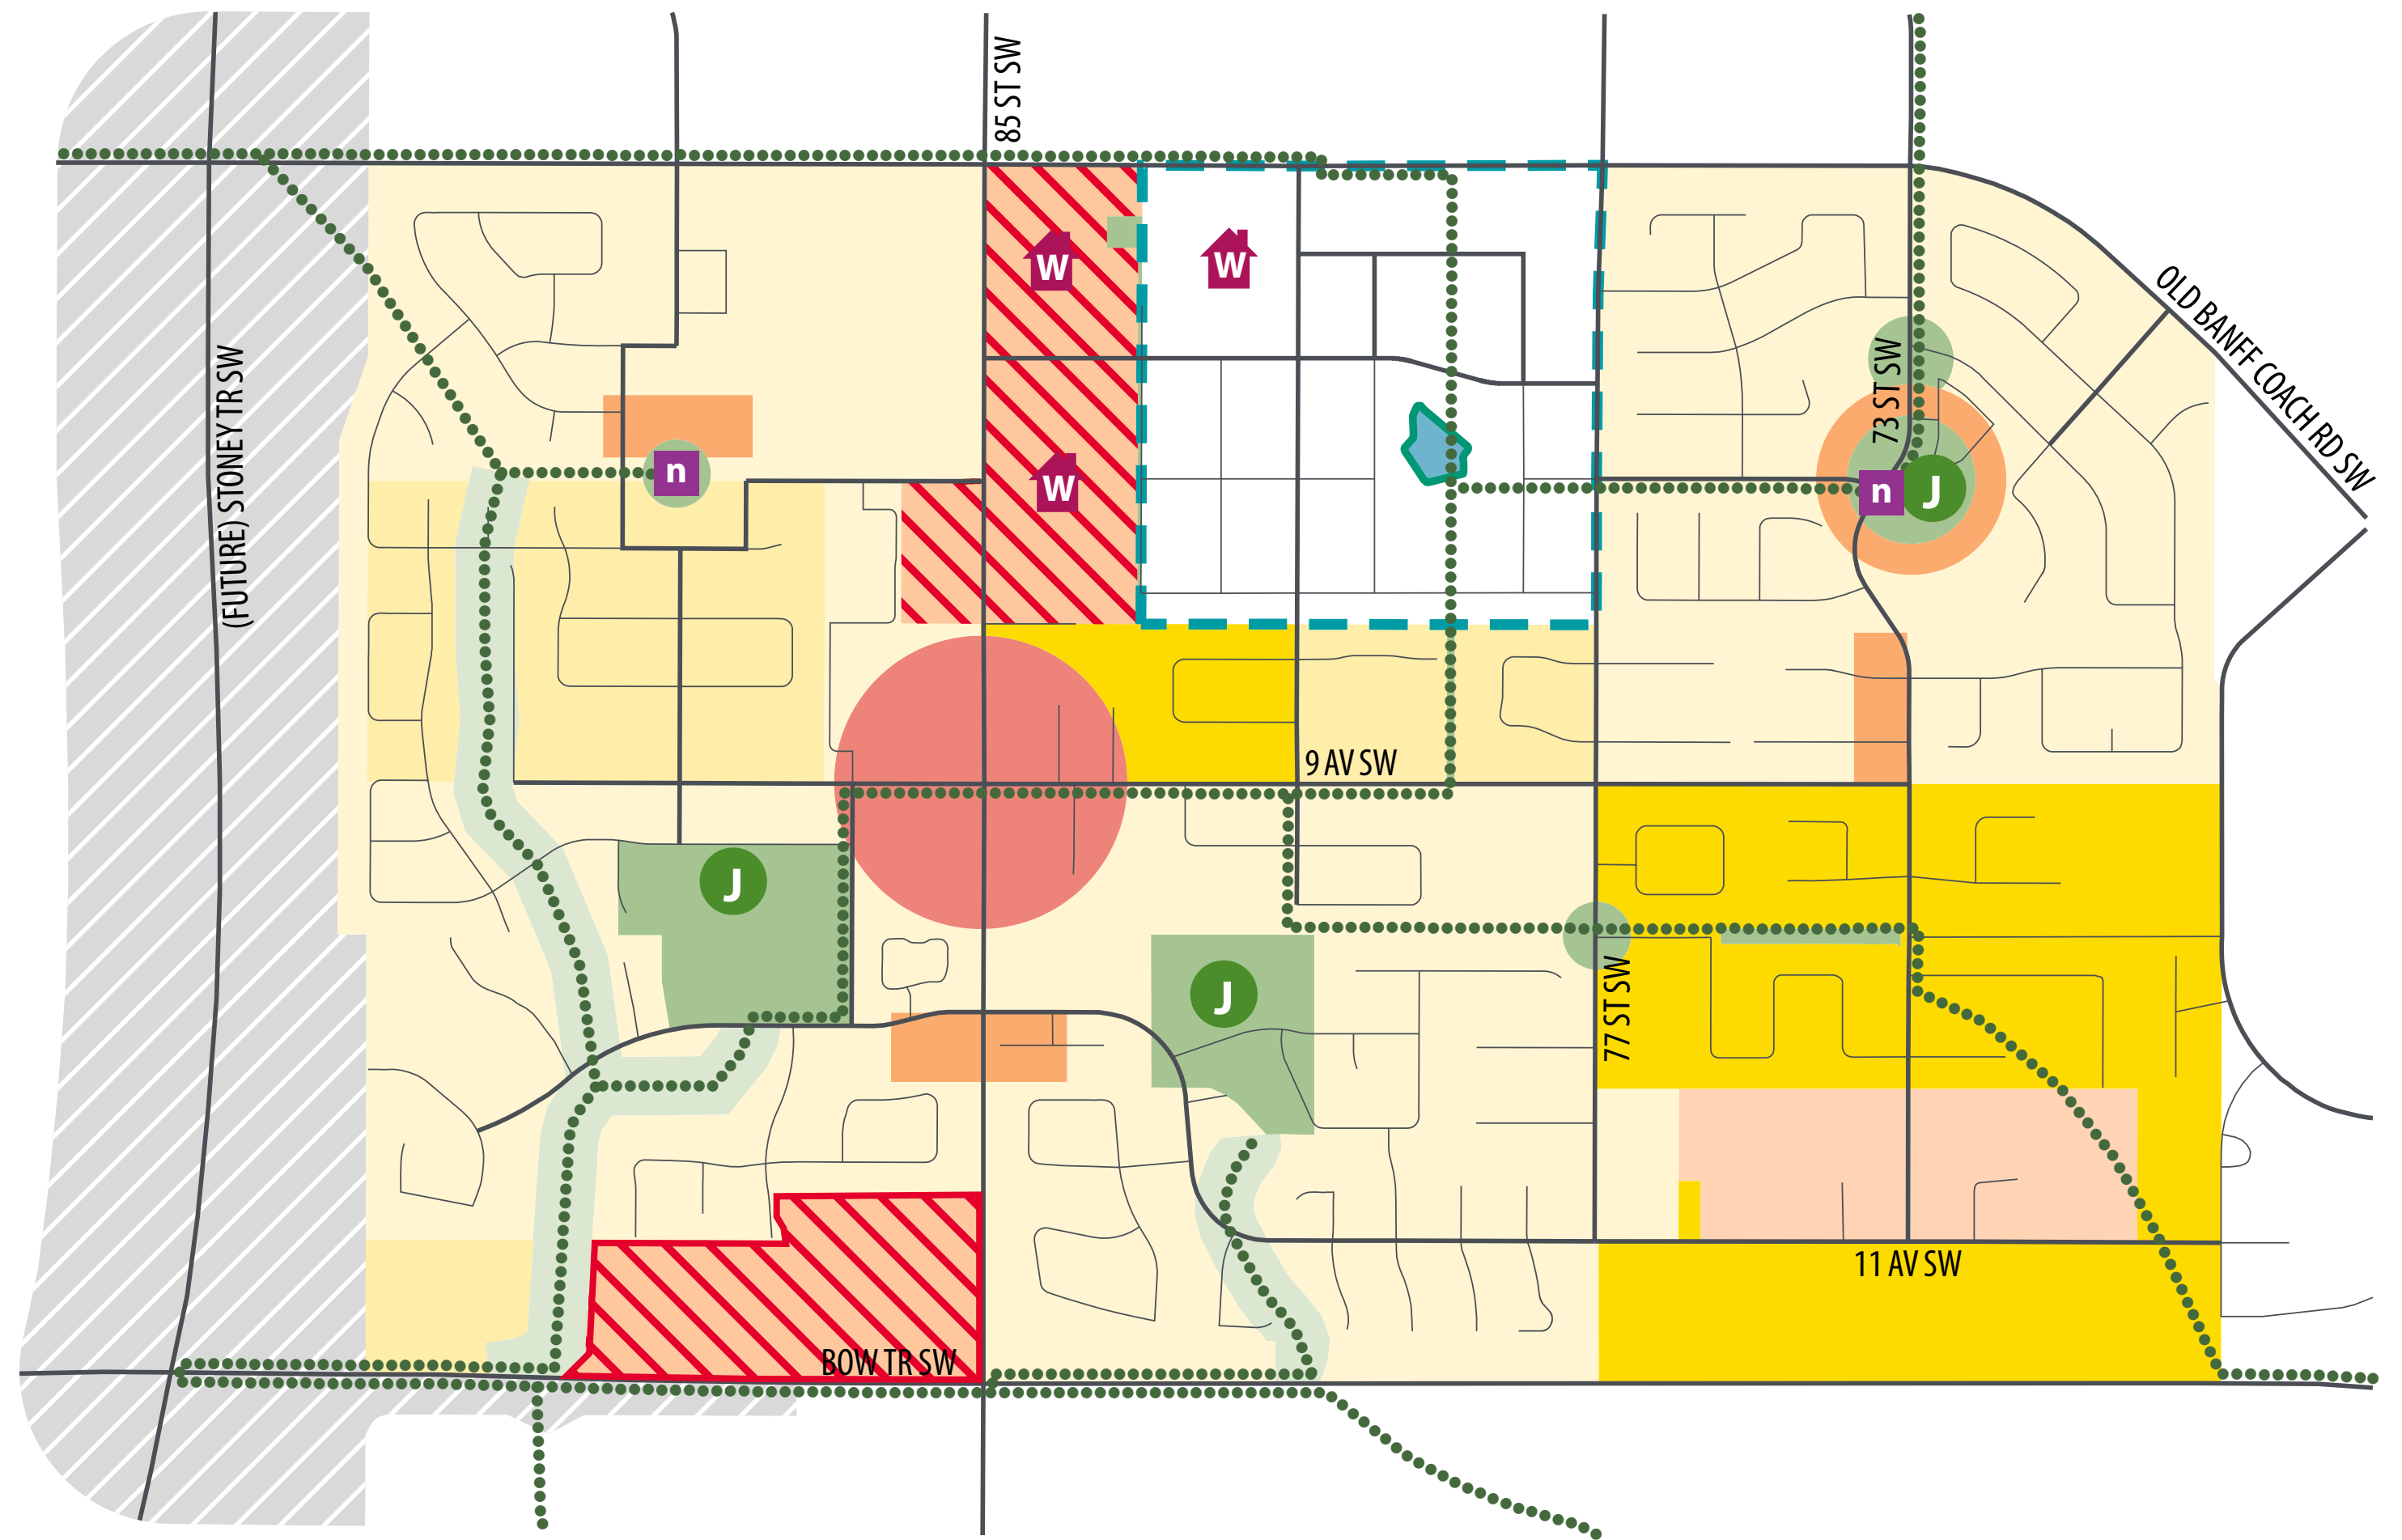 85 ST SW
W
W
OLD BANFF COACH RD SW
73 ST SW
(FUTURE) STONEY TR SW
n
W
n
J
9 AV SW
J
J
77 ST SW
11 AV SW
BOW TR SW